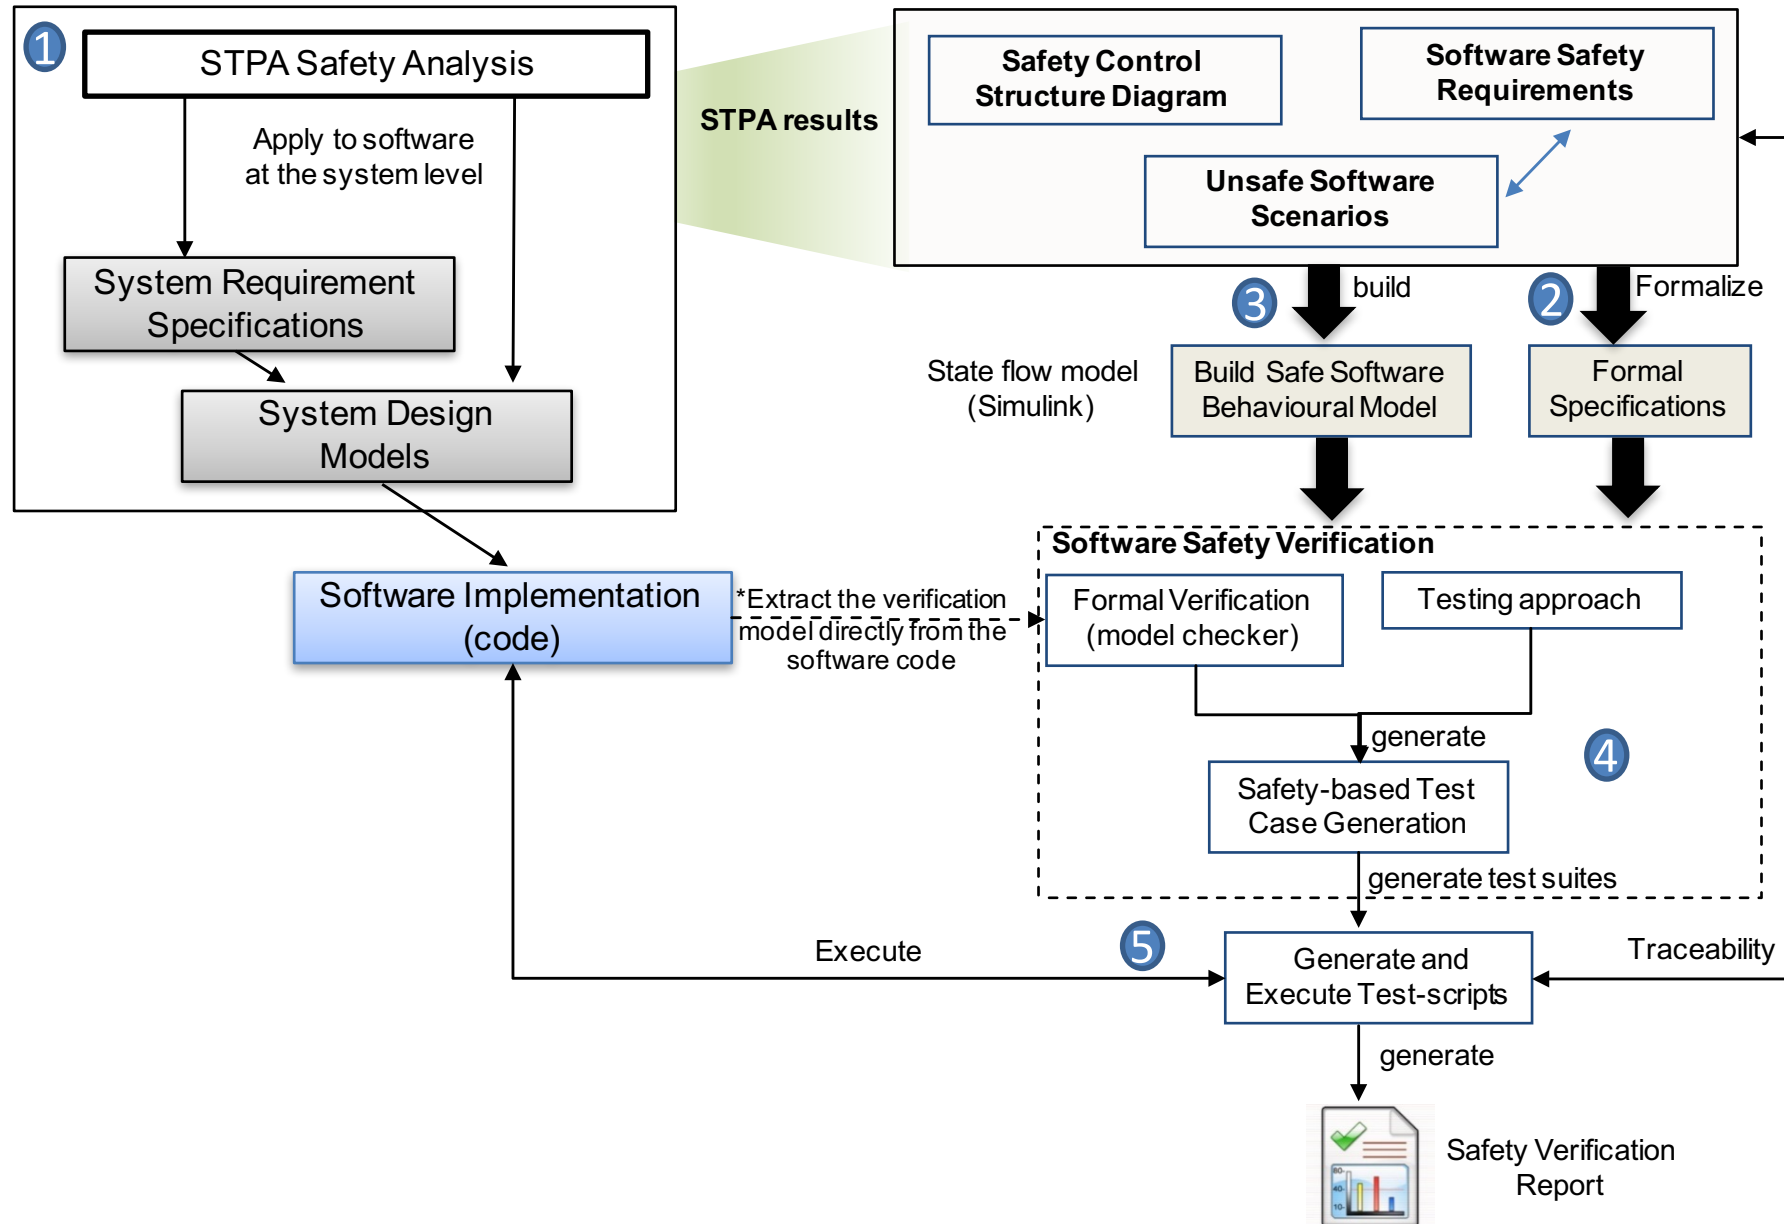 1
STPA Safety Analysis
Apply to software
at the system level
System Requirement
Specifications
System Design
Models
STPA results
Safety Control
Structure Diagram
Software Safety
Requirements
Unsafe Software
Scenarios
3
build
2
Formalize
State flow model
(Simulink)
Build Safe Software
Behavioural Model
Formal
Specifications
Software Implementation
(code)
*Extract the verification
model directly from the
software code
Software Safety Verification
Formal Verification
(model checker)
Testing approach
generate
4
Safety-based Test
Case Generation
generate test suites
Execute
5
Generate and
Execute Test-scripts
Traceability
generate
60-
40-
10-
Safety Verification
Report